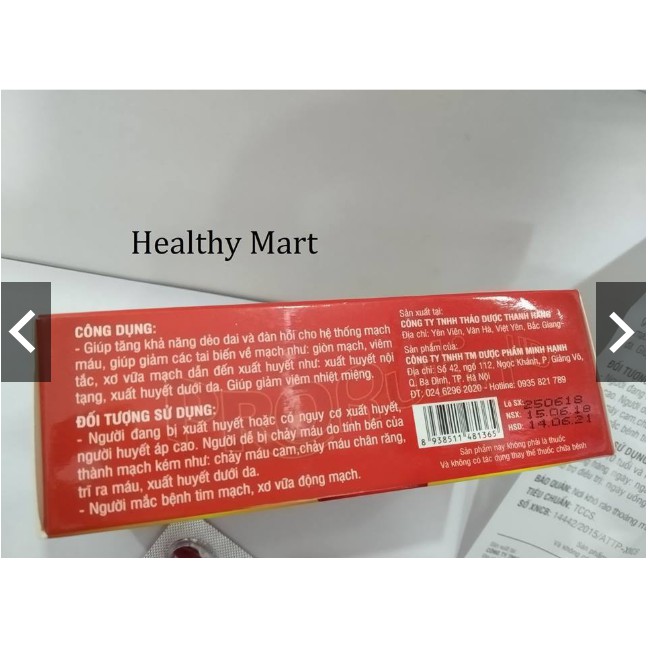 Healthy Mart
CÔNG DỤNG:
- Giúp tăng khả năng dẻo dai và đàn hồi cho hệ thống mạch
máu, giúp giảm các tai biến về mạch như: giòn mạch, viêm
tắc, xơ vữa mạch dẫn đến xuất huyết như: xuất huyết nội
tạng, xuất huyết dưới da. Giúp giảm viêm nhiệt miệng.
ĐỐI TƯỢNG SỬ DỤNG:
- Người đang bị xuất huyết hoặc có nguy cơ xuất huyết,
người huyết áp cao. Người dễ bị chảy máu do tính bền của
thành mạch kém như: chảy máu cam,chảy máu chân răng,
trĩ ra máu, xuất huyết dưới da.
- Người mắc bệnh tim mạch, xơ vữa động mạch.
Sản xuất tại:
CÔNG TY TNHH THẢO DƯỢC THANH HẰNG
Địa chỉ: Yên Viên, Vân Hà, Việt Yên, Bắc Giang
Sản phẩm của:
CÔNG TY TNHH TM DƯỢC PHẨM MINH HẠNH
Địa chỉ: Số 42, ngõ 112, Ngọc Khánh, P Giảng Võ,
Q. Ba Đình, TP. Hà Nội
ĐT: 024 6296 2020 - Hotline: 0935 821 789
Lô SX: 250618
NSX: 15.06.18
HSD: 14.06.21
8 938511 481365
Sản phẩm này không phải là thuốc
Và không có tác dụng thay thế thuốc chữa bệnh
TIÊU CHUẨN: TCCS
SỐ XNCB: 14442/2015/ATTP-XNCB